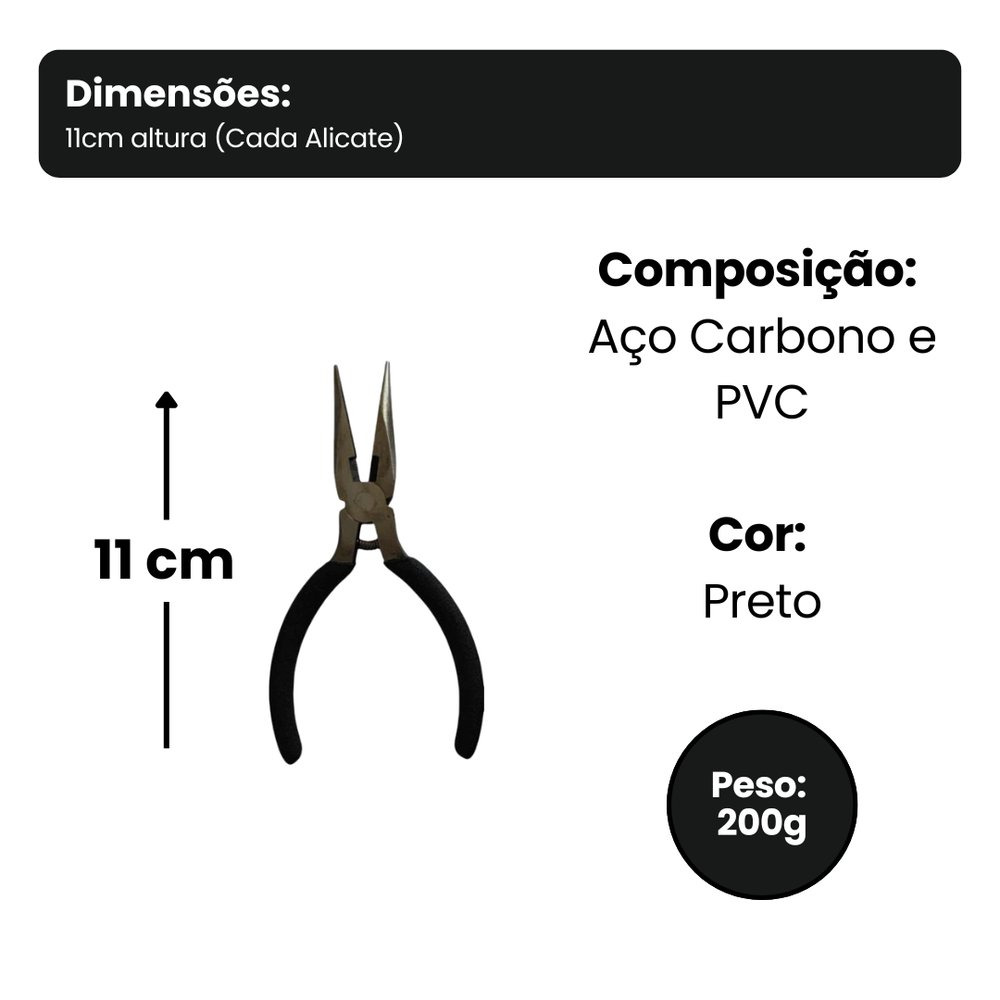 Dimensões:
11cm altura (Cada Alicate)
Composição:
Aço Carbono e
PVC
11 cm
Cor:
Preto
Peso:
200g